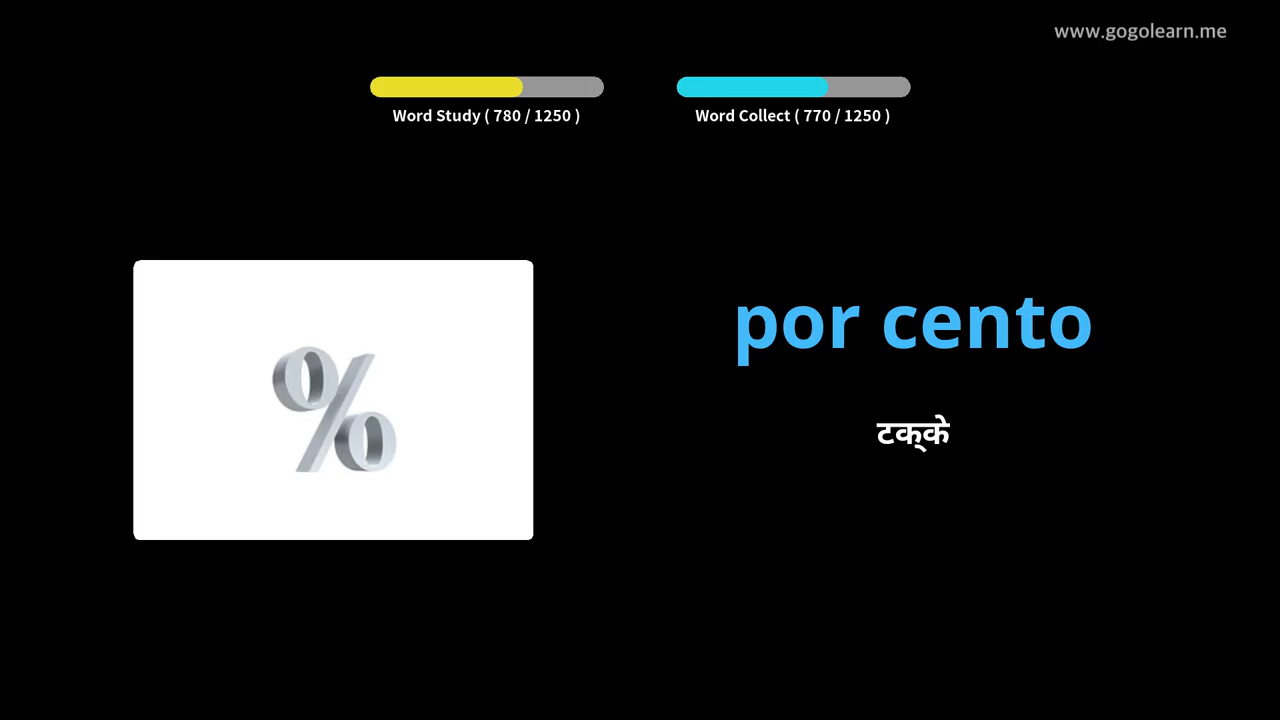 www.gogolearn.me
Word Study ( 780 / 1250 )
Word Collect ( 770 / 1250 )
%
por cento
टक्के